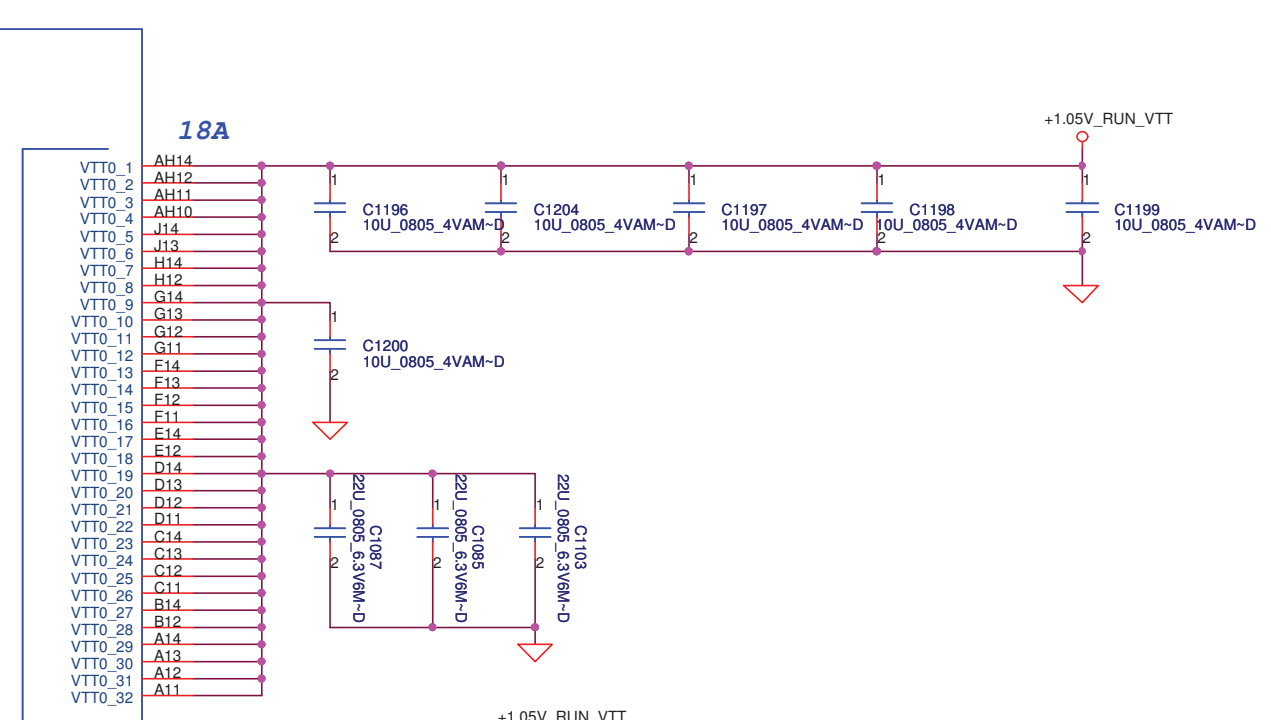 18A
+1.05V_RUN_VTT
VTT0_1 AH14
VTT0_2 AH12
VTT0_3 AH11
VTT0_4 AH10
VTT0_5 J14
VTT0_6 J13
VTT0_7 H14
VTT0_8 H12
VTT0_9 G14
VTT0_10 G13
VTT0_11 G12
VTT0_12 G11
VTT0_13 F14
VTT0_14 F13
VTT0_15 F12
VTT0_16 F11
VTT0_17 E14
VTT0_18 E12
VTT0_19 D14
VTT0_20 D13
VTT0_21 D12
VTT0_22 D11
VTT0_23 C14
VTT0_24 C13
VTT0_25 C12
VTT0_26 C11
VTT0_27 B14
VTT0_28 B12
VTT0_29 A14
VTT0_30 A13
VTT0_31 A12
VTT0_32 A11
1 1 1 1 1
C1196 C1204 C1197 C1198 C1199
10U_0805_4VAM~D 10U_0805_4VAM~D 10U_0805_4VAM~D 10U_0805_4VAM~D 10U_0805_4VAM~D
2 2 2 2 2
1
C1200
10U_0805_4VAM~D
2
1 1 1
C1087
22U_0805_6.3V6M~D
C1085
22U_0805_6.3V6M~D
C1103
22U_0805_6.3V6M~D
2 2 2
+1.05V_RUN_VTT